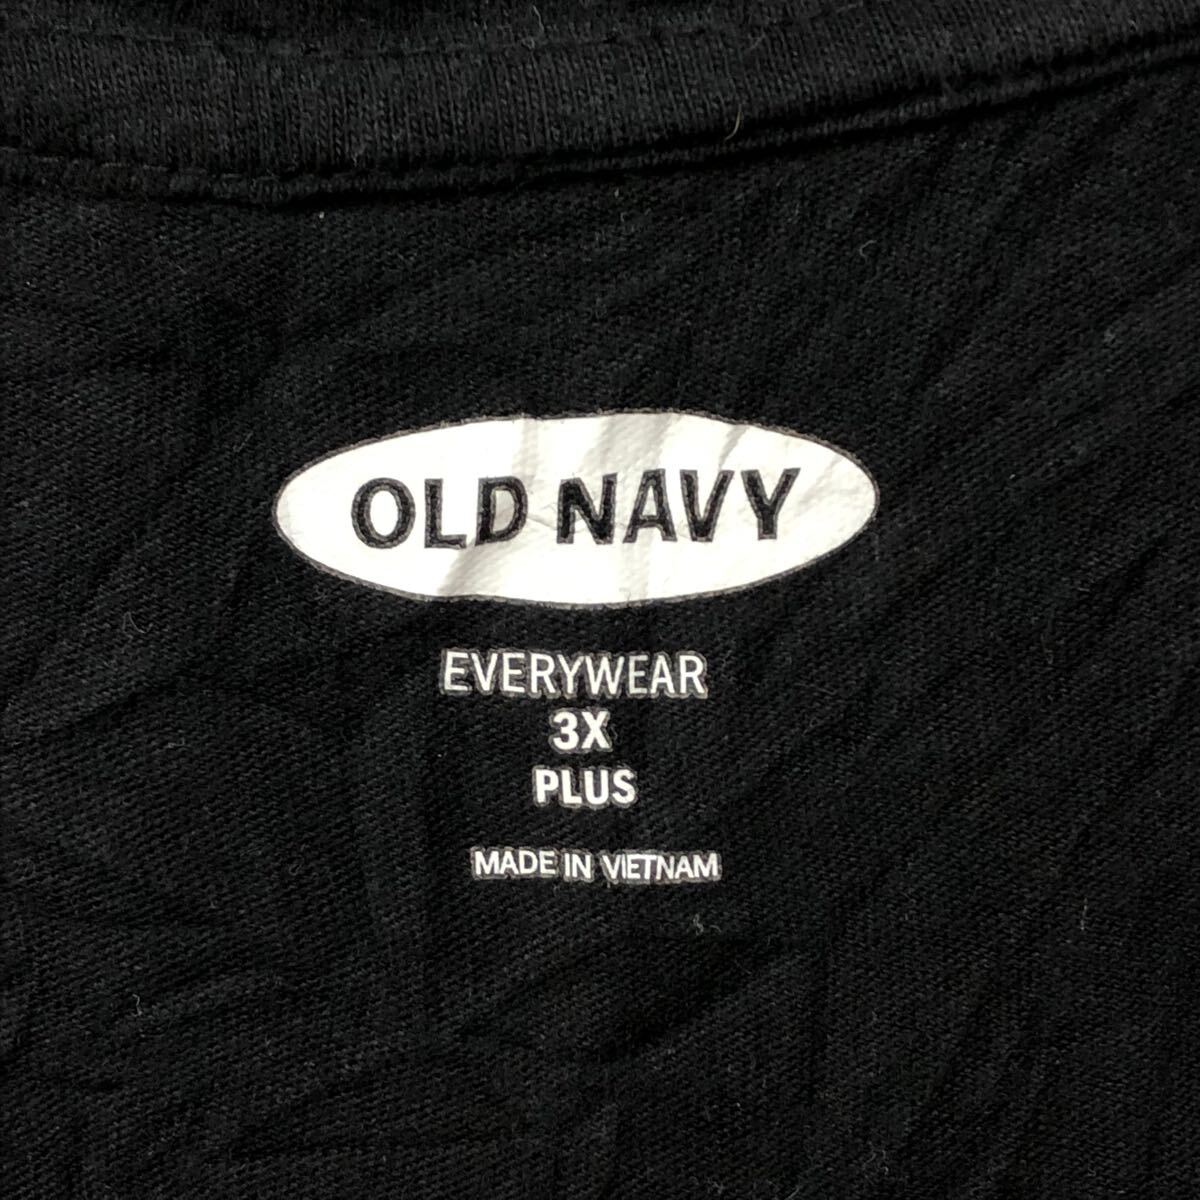 OLD NAVY
EVERYWEAR
3X
PLUS
MADE IN VIETNAM